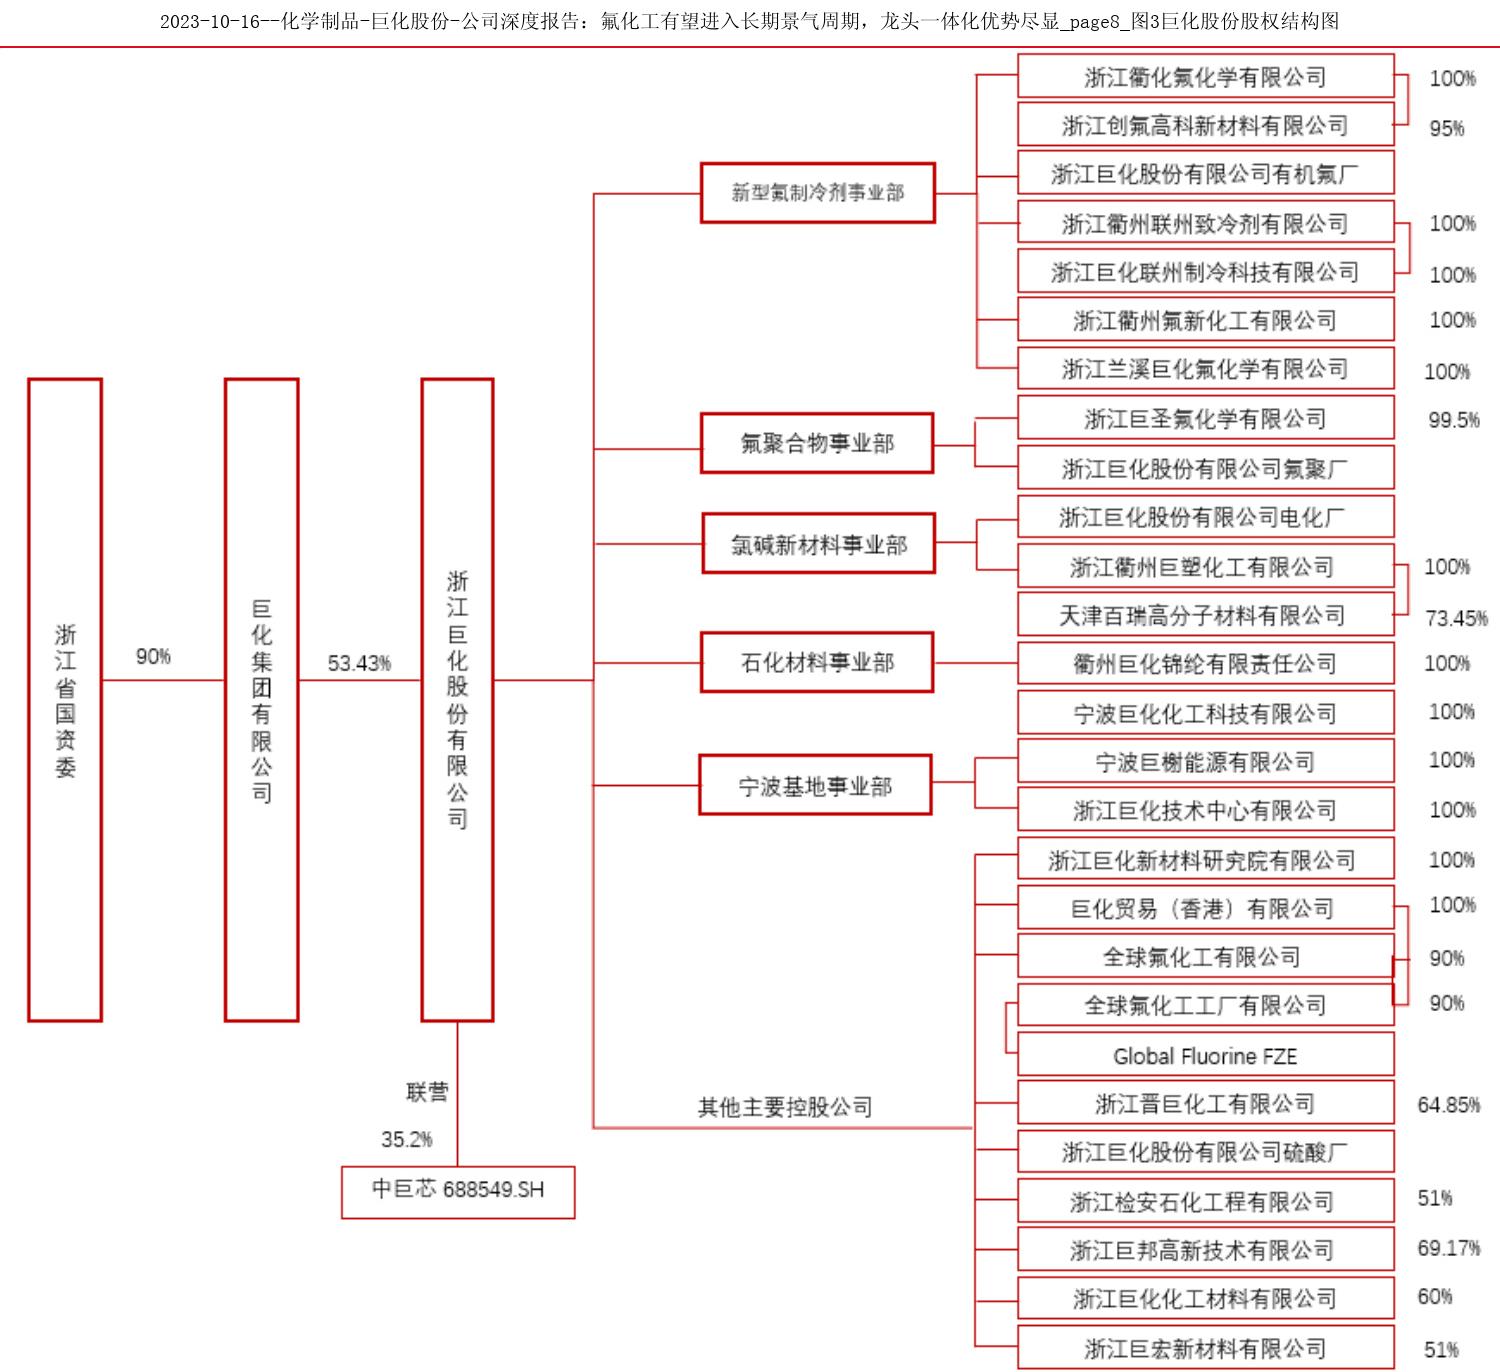 2023-10-16--化学制品-巨化股份-公司深度报告：氟化工有望进入长期景气周期，龙头一体化优势尽显_page8_图3巨化股份股权结构图
浙江省国资委
90%
巨化集团有限公司
53.43%
浙江巨化股份有限公司
联营
35.2%
中巨芯 688549.SH
新型氟制冷剂事业部
浙江衢化氟化学有限公司
100%
浙江创氟高科新材料有限公司
95%
浙江巨化股份有限公司有机氟厂
浙江衢州联州致冷剂有限公司
100%
浙江巨化联州制冷科技有限公司
100%
浙江衢州氟新化工有限公司
100%
浙江兰溪巨化氟化学有限公司
100%
氟聚合物事业部
浙江巨圣氟化学有限公司
99.5%
浙江巨化股份有限公司氟聚厂
氯碱新材料事业部
浙江巨化股份有限公司电化厂
浙江衢州巨塑化工有限公司
100%
天津百瑞高分子材料有限公司
73.45%
石化材料事业部
衢州巨化锦纶有限责任公司
100%
宁波巨化化工科技有限公司
100%
宁波基地事业部
宁波巨榭能源有限公司
100%
浙江巨化技术中心有限公司
100%
其他主要控股公司
浙江巨化新材料研究院有限公司
100%
巨化贸易（香港）有限公司
100%
全球氟化工有限公司
90%
全球氟化工工厂有限公司
90%
Global Fluorine FZE
浙江晋巨化工有限公司
64.85%
浙江巨化股份有限公司硫酸厂
浙江检安石化工程有限公司
51%
浙江巨邦高新技术有限公司
69.17%
浙江巨化化工材料有限公司
60%
浙江巨宏新材料有限公司
51%